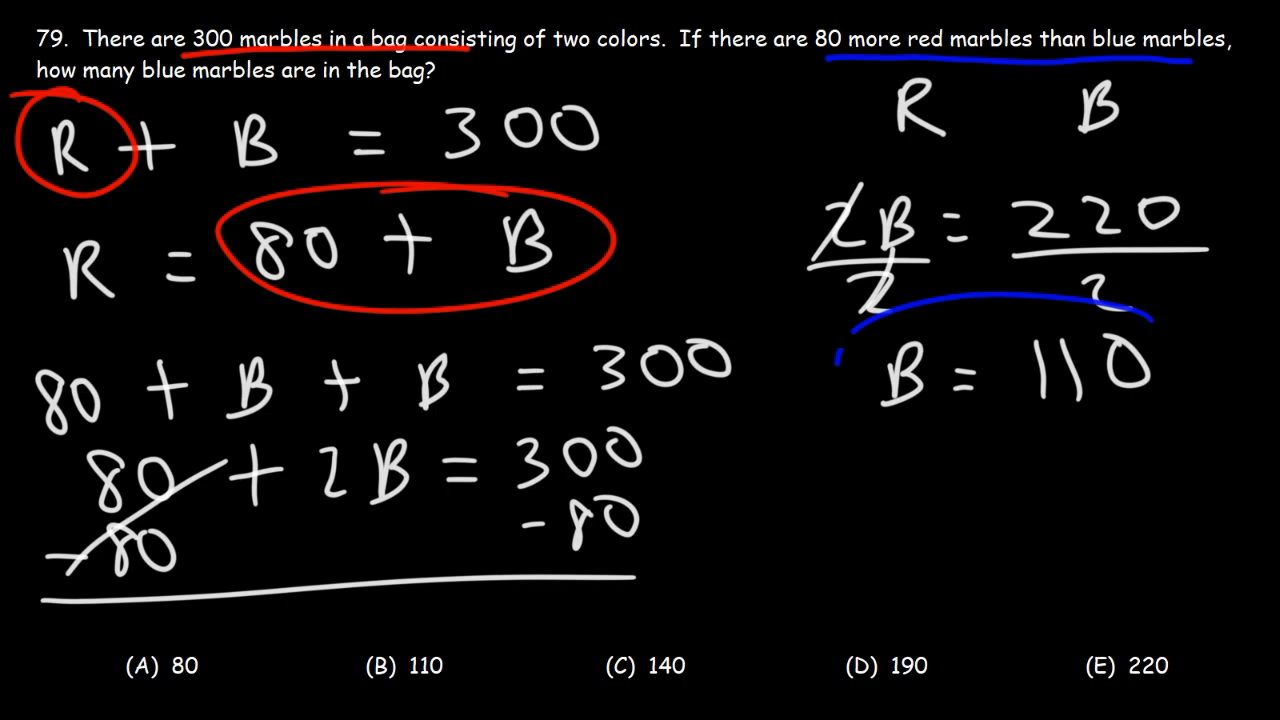 79. There are 300 marbles in a bag consisting of two colors. If there are 80 more red marbles than blue marbles,
how many blue marbles are in the bag?
R + B = 300
R = 80 + B
80 + B + B = 300
80 + 2B = 300
-80 -80
R B
2B = 220
2 2
B = 110
(A) 80 (B) 110 (C) 140 (D) 190 (E) 220